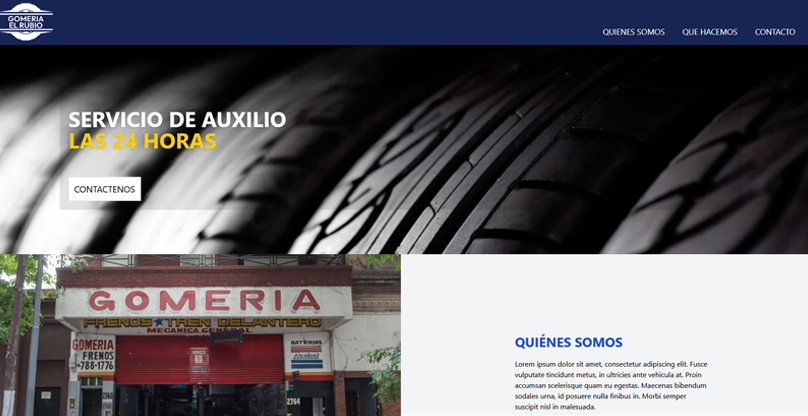 GOMERIA
EL RUBIO
QUIENES SOMOS QUE HACEMOS CONTACTO
SERVICIO DE AUXILIO
LAS 24 HORAS
CONTACTENOS
GOMERIA
FRENOS★TREN DELANTERO
MECANICA GENERAL
GOMERIA
FRENOS
788-1776
BATERIAS
2762
2764
QUIÉNES SOMOS
Lorem ipsum dolor sit amet, consectetur adipiscing elit. Fusce
vulputate tincidunt metus, in ultricies ante vehicula at. Proin
accumsan scelerisque quam eu egestas. Maecenas bibendum
sodales urna, id posuere nulla finibus in. Morbi semper
suscipit nisl in malesuada.